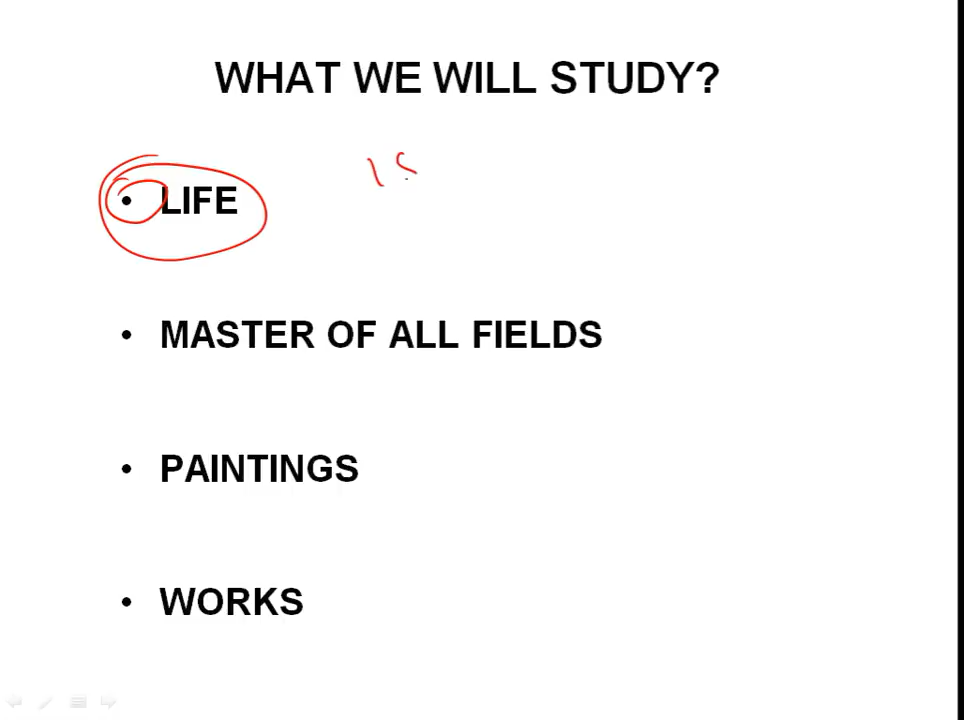 WHAT WE WILL STUDY?
• LIFE
• MASTER OF ALL FIELDS
• PAINTINGS
• WORKS